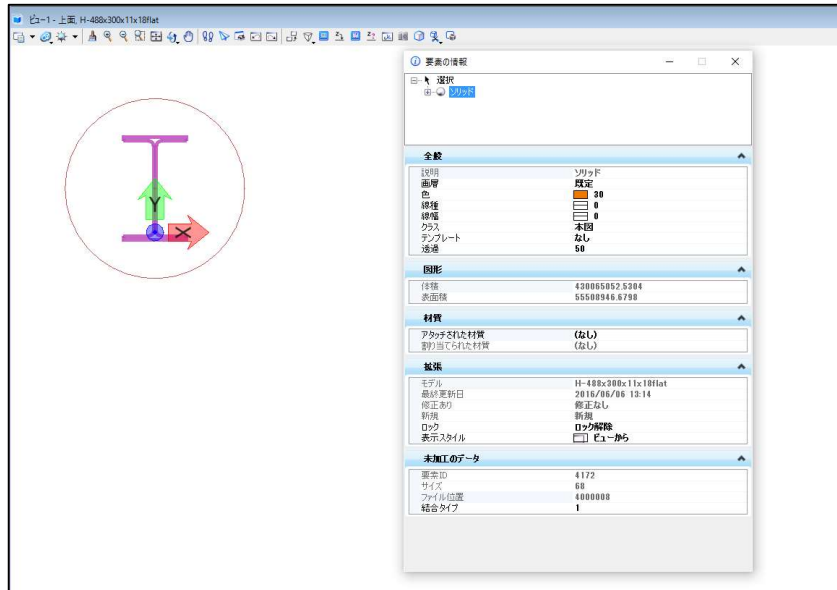 ビュー1 - 上面, H-488x300x11x18flat
要素の情報
選択
ソリッド
全般
説明 ソリッド
画層 既定
色 30
線種 0
線幅 0
クラス 本図
テンプレート なし
透過 50
図形
体積 430065052.5304
表面積 55508946.6798
材質
アタッチされた材質 (なし)
割り当てられた材質 (なし)
拡張
モデル H-488x300x11x18flat
最終更新日 2016/06/06 13:14
修正あり 修正なし
新規 新規
ロック ロック解除
表示スタイル ビューから
未加工のデータ
要素ID 4172
サイズ 68
ファイル位置 4000008
結合タイプ 1
Y
X